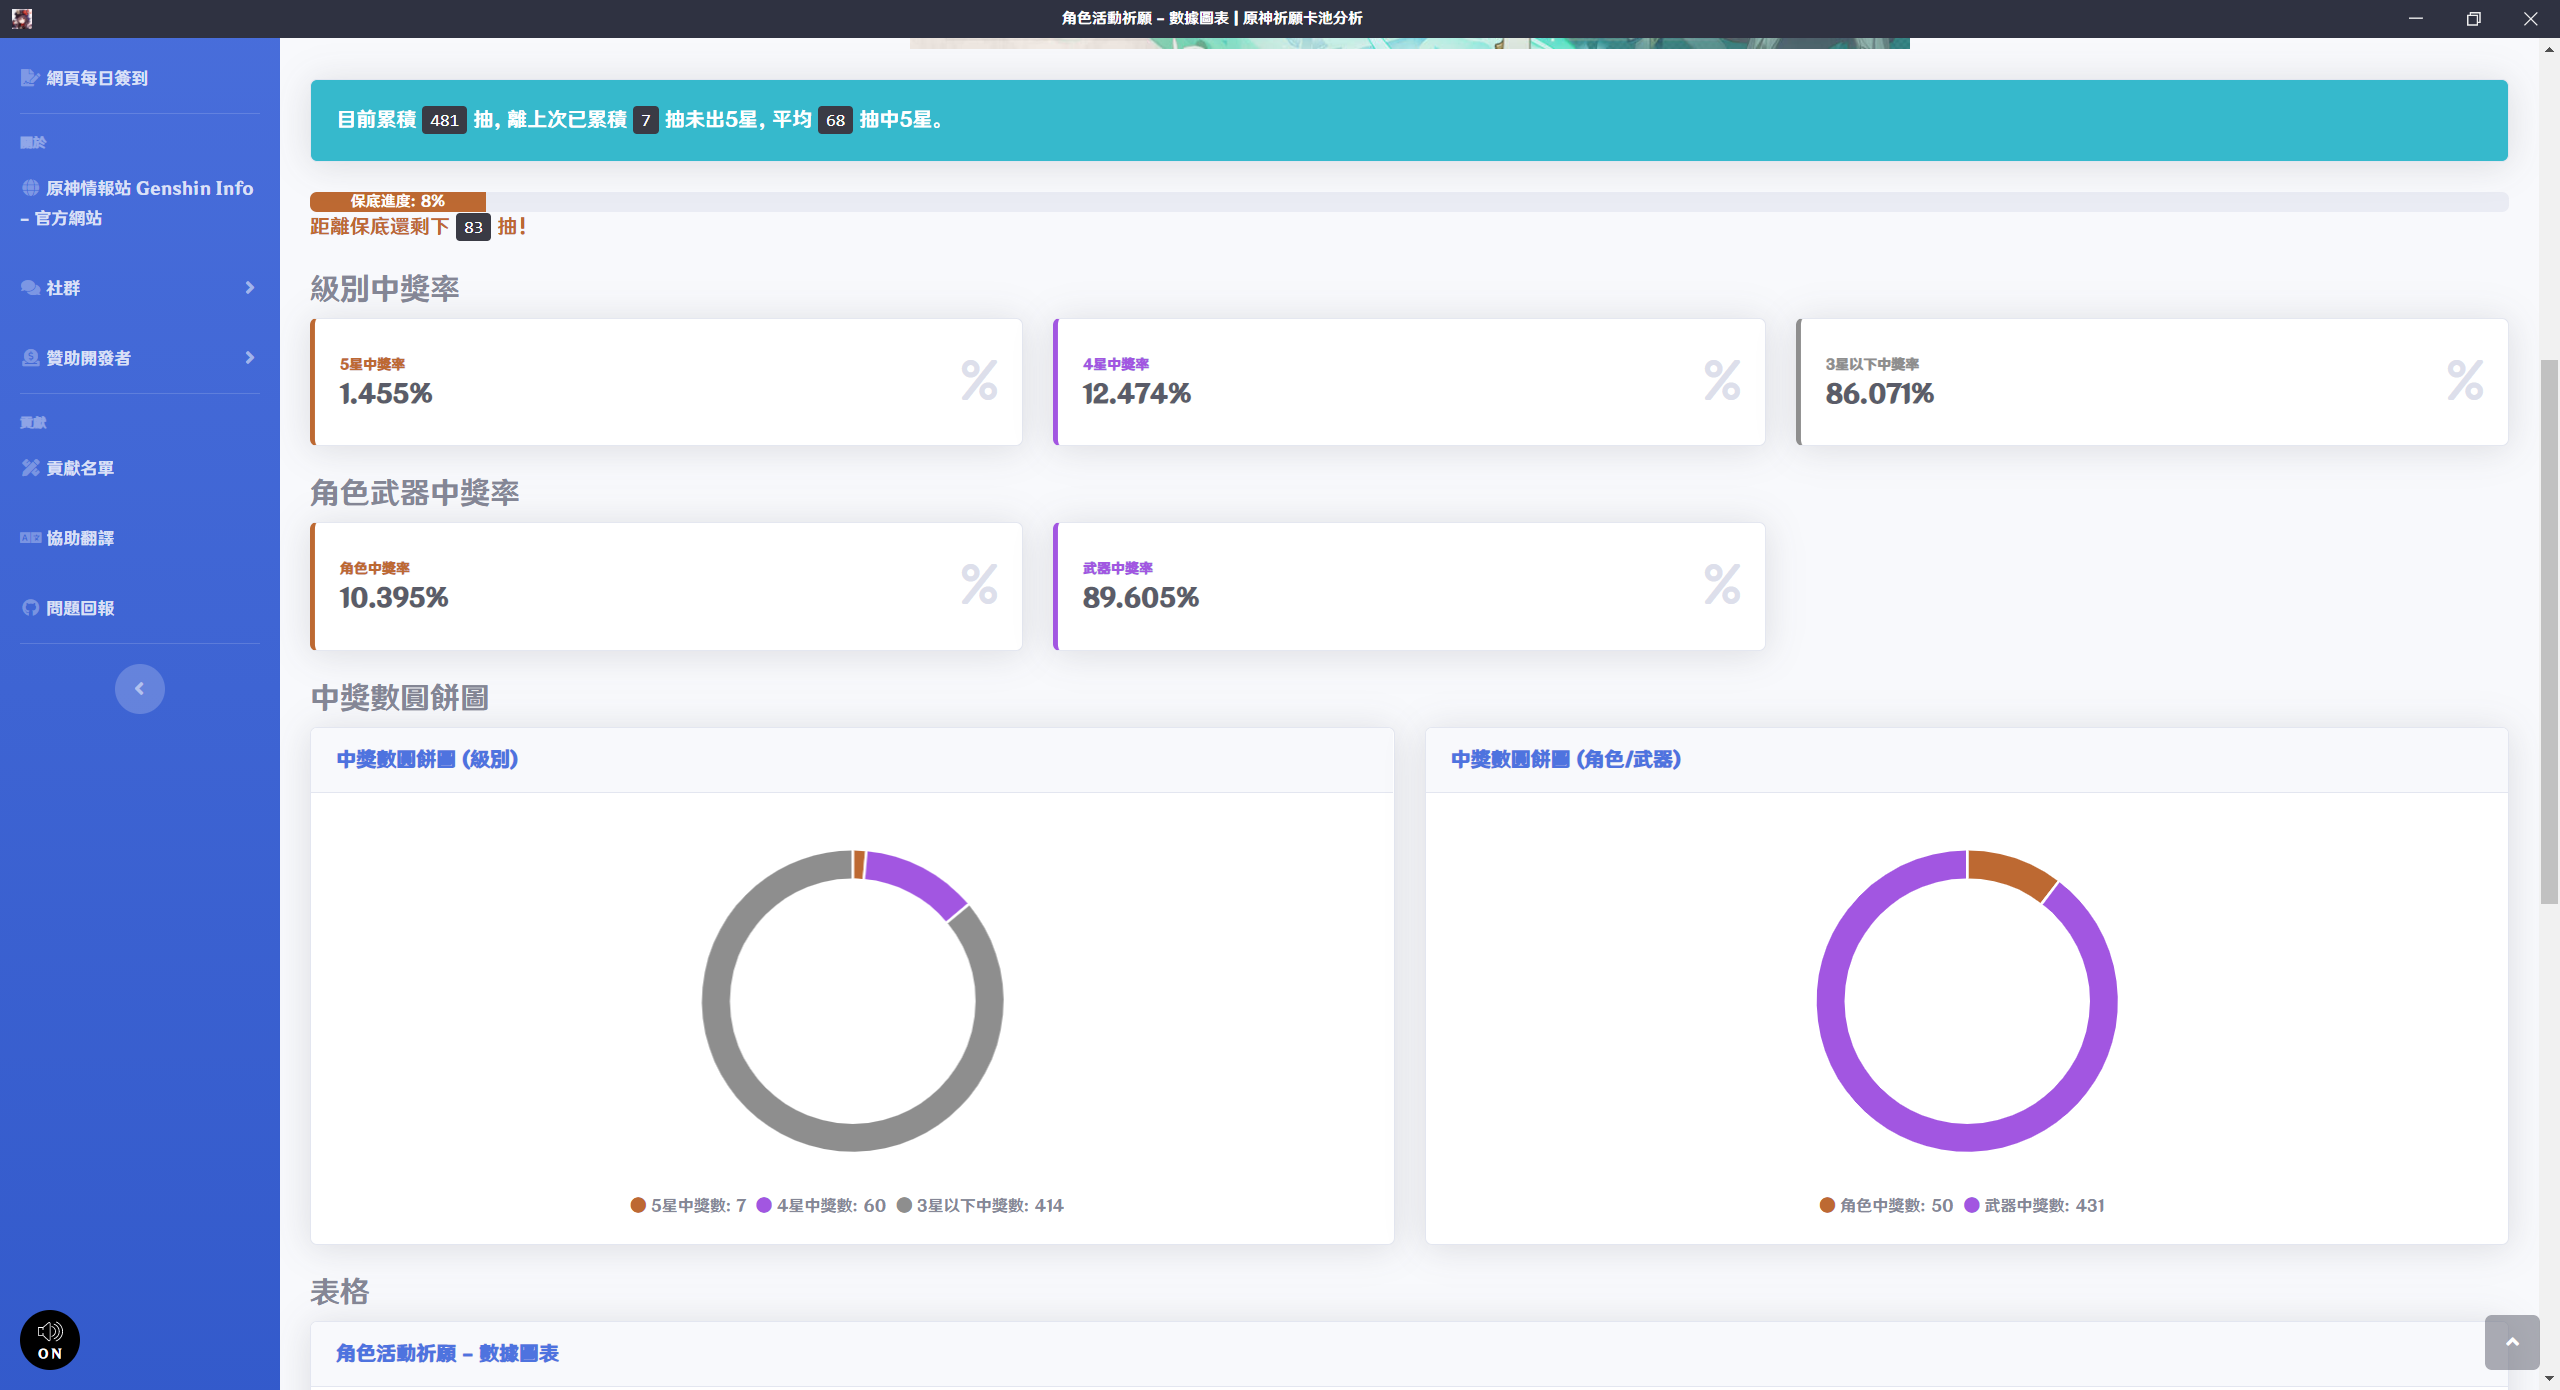 角色活動祈願 – 數據圖表 | 原神祈願卡池分析
網頁每日簽到
關於
原神情報站 Genshin Info
– 官方網站
社群
贊助開發者
貢獻
貢獻名單
協助翻譯
問題回報
ON
目前累積 481 抽, 離上次已累積 7 抽未出5星, 平均 68 抽中5星。
保底進度: 8%
距離保底還剩下 83 抽!
級別中獎率
5星中獎率
1.455%
4星中獎率
12.474%
3星以下中獎率
86.071%
角色武器中獎率
角色中獎率
10.395%
武器中獎率
89.605%
中獎數圓餅圖
中獎數圓餅圖 (級別)
5星中獎數: 7 4星中獎數: 60 3星以下中獎數: 414
中獎數圓餅圖 (角色/武器)
角色中獎數: 50 武器中獎數: 431
表格
角色活動祈願 – 數據圖表